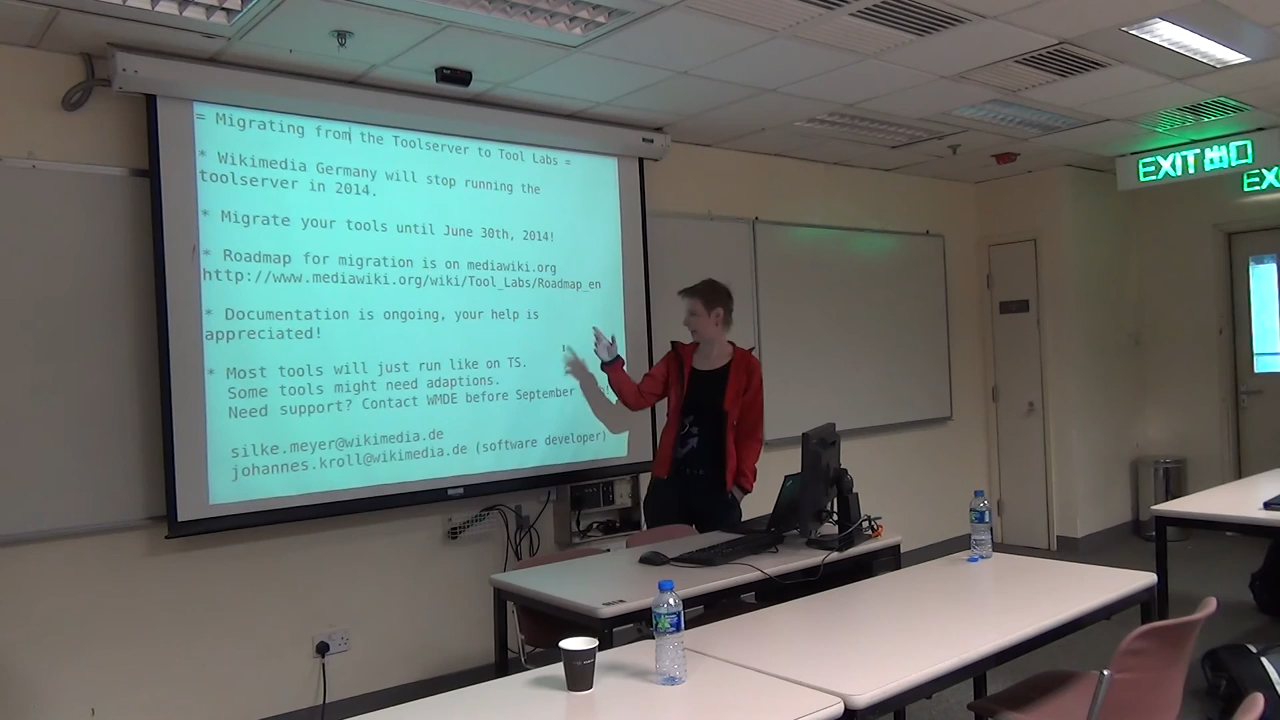 = Migrating from the Toolserver to Tool Labs =
* Wikimedia Germany will stop running the
toolserver in 2014.
* Migrate your tools until June 30th, 2014!
* Roadmap for migration is on mediawiki.org
http://www.mediawiki.org/wiki/Tool_Labs/Roadmap_en
* Documentation is ongoing, your help is
appreciated!
* Most tools will just run like on TS.
Some tools might need adaptions.
Need support? Contact WMDE before September
silke.meyer@wikimedia.de
johannes.kroll@wikimedia.de (software developer)
EXIT 出口
EX